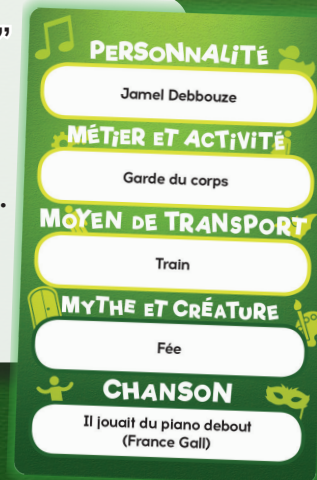 ”
PERSONNALITÉ
Jamel Debbouze
MÉTIER ET ACTIVITÉ
Garde du corps
.
MOYEN DE TRANSPORT
Train
MYTHE ET CRÉATURE
Fée
CHANSON
Il jouait du piano debout
(France Gall)